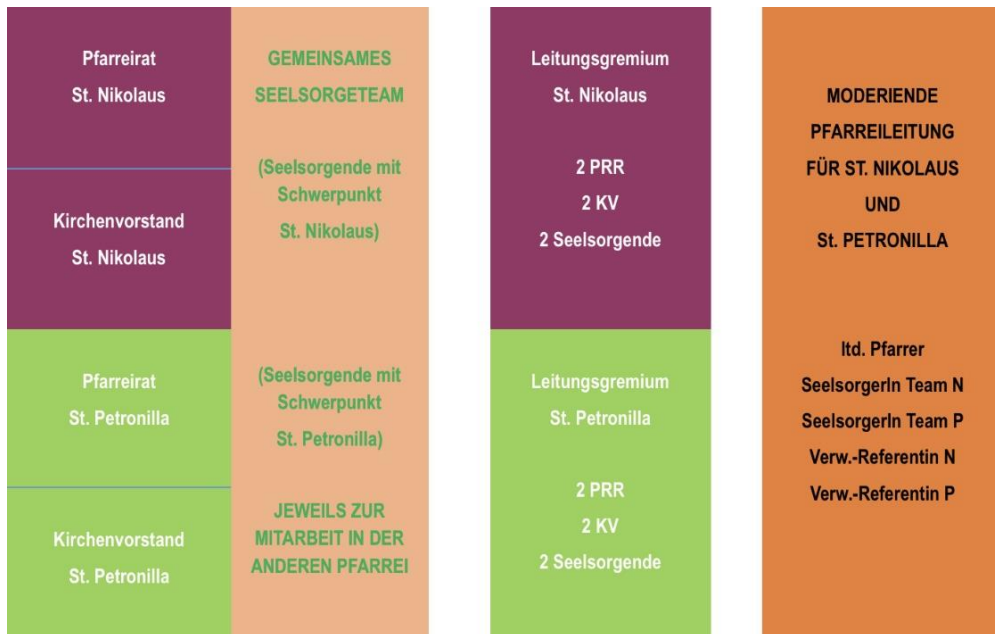 Pfarreirat
St. Nikolaus
Kirchenvorstand
St. Nikolaus
Pfarreirat
St. Petronilla
Kirchenvorstand
St. Petronilla
GEMEINSAMES
SEELSORGETEAM
(Seelsorgende mit
Schwerpunkt
St. Nikolaus)
(Seelsorgende mit
Schwerpunkt
St. Petronilla)
JEWEILS ZUR
MITARBEIT IN DER
ANDEREN PFARREI
Leitungsgremium
St. Nikolaus
2 PRR
2 KV
2 Seelsorgende
Leitungsgremium
St. Petronilla
2 PRR
2 KV
2 Seelsorgende
MODERIENDE
PFARREILEITUNG
FÜR ST. NIKOLAUS
UND
St. PETRONILLA
ltd. Pfarrer
SeelsorgerIn Team N
SeelsorgerIn Team P
Verw.-Referentin N
Verw.-Referentin P